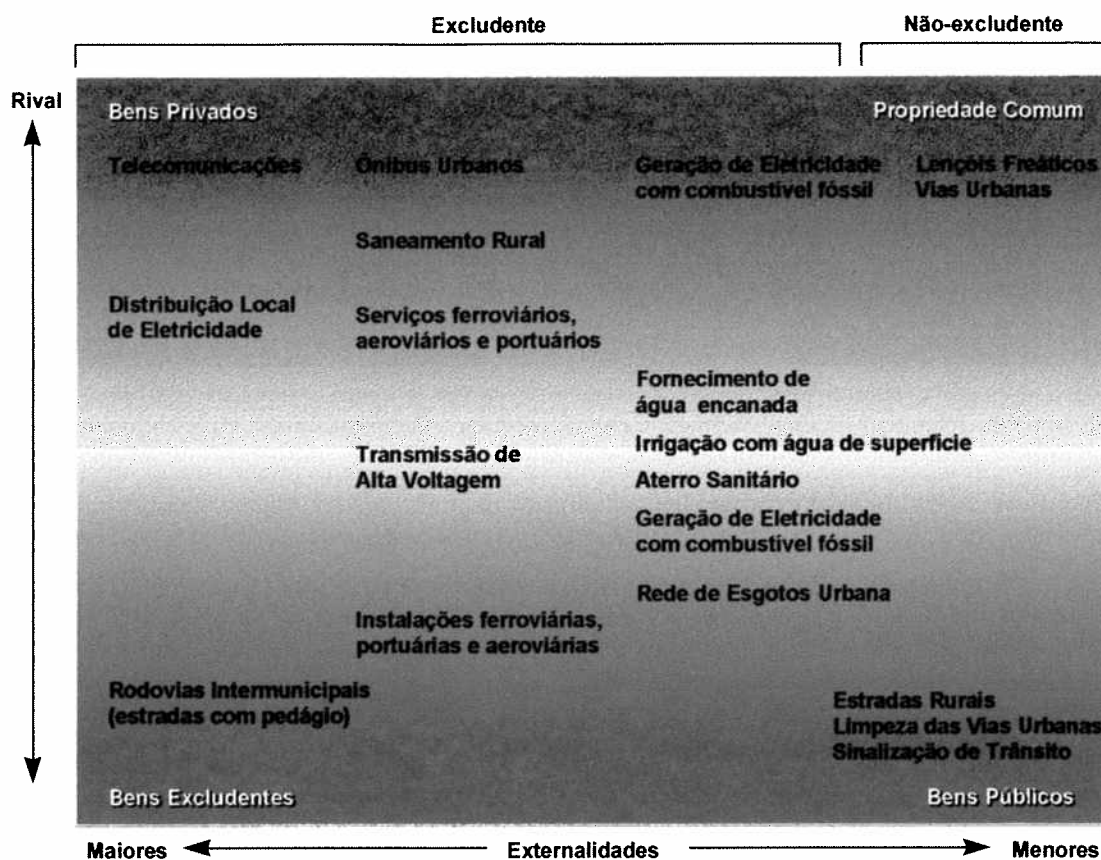 Excludente
Não-excludente
Rival
Bens Privados
Propriedade Comum
Telecomunicações
Ônibus Urbanos
Geração de Eletricidade
com combustível fóssil
Lençóis Freáticos
Vias Urbanas
Saneamento Rural
Distribuição Local
de Eletricidade
Serviços ferroviários,
aeroviários e portuários
Fornecimento de
água encanada
Irrigação com água de superfície
Transmissão de
Alta Voltagem
Aterro Sanitário
Geração de Eletricidade
com combustível fóssil
Rede de Esgotos Urbana
Instalações ferroviárias,
portuárias e aeroviárias
Rodovias Intermunicipais
(estradas com pedágio)
Estradas Rurais
Limpeza das Vias Urbanas
Sinalização de Trânsito
Bens Excludentes
Bens Públicos
Maiores
Externalidades
Menores